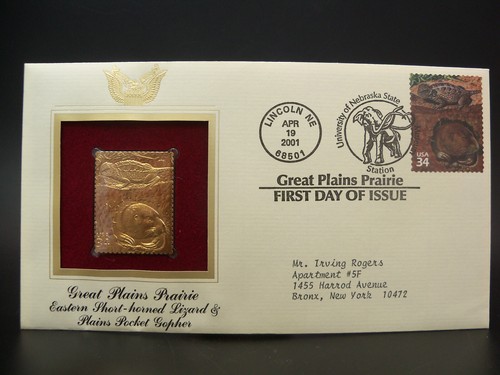 LINCOLN NE
APR
19
2001
68501
University of Nebraska State
Station
Great Plains Prairie
FIRST DAY OF ISSUE
USA
34
Mr. Irving Rogers
Apartment #5F
1455 Harrod Avenue
Bronx, New York 10472
Great Plains Prairie
Eastern Short-horned Lizard &
Plains Pocket Gopher